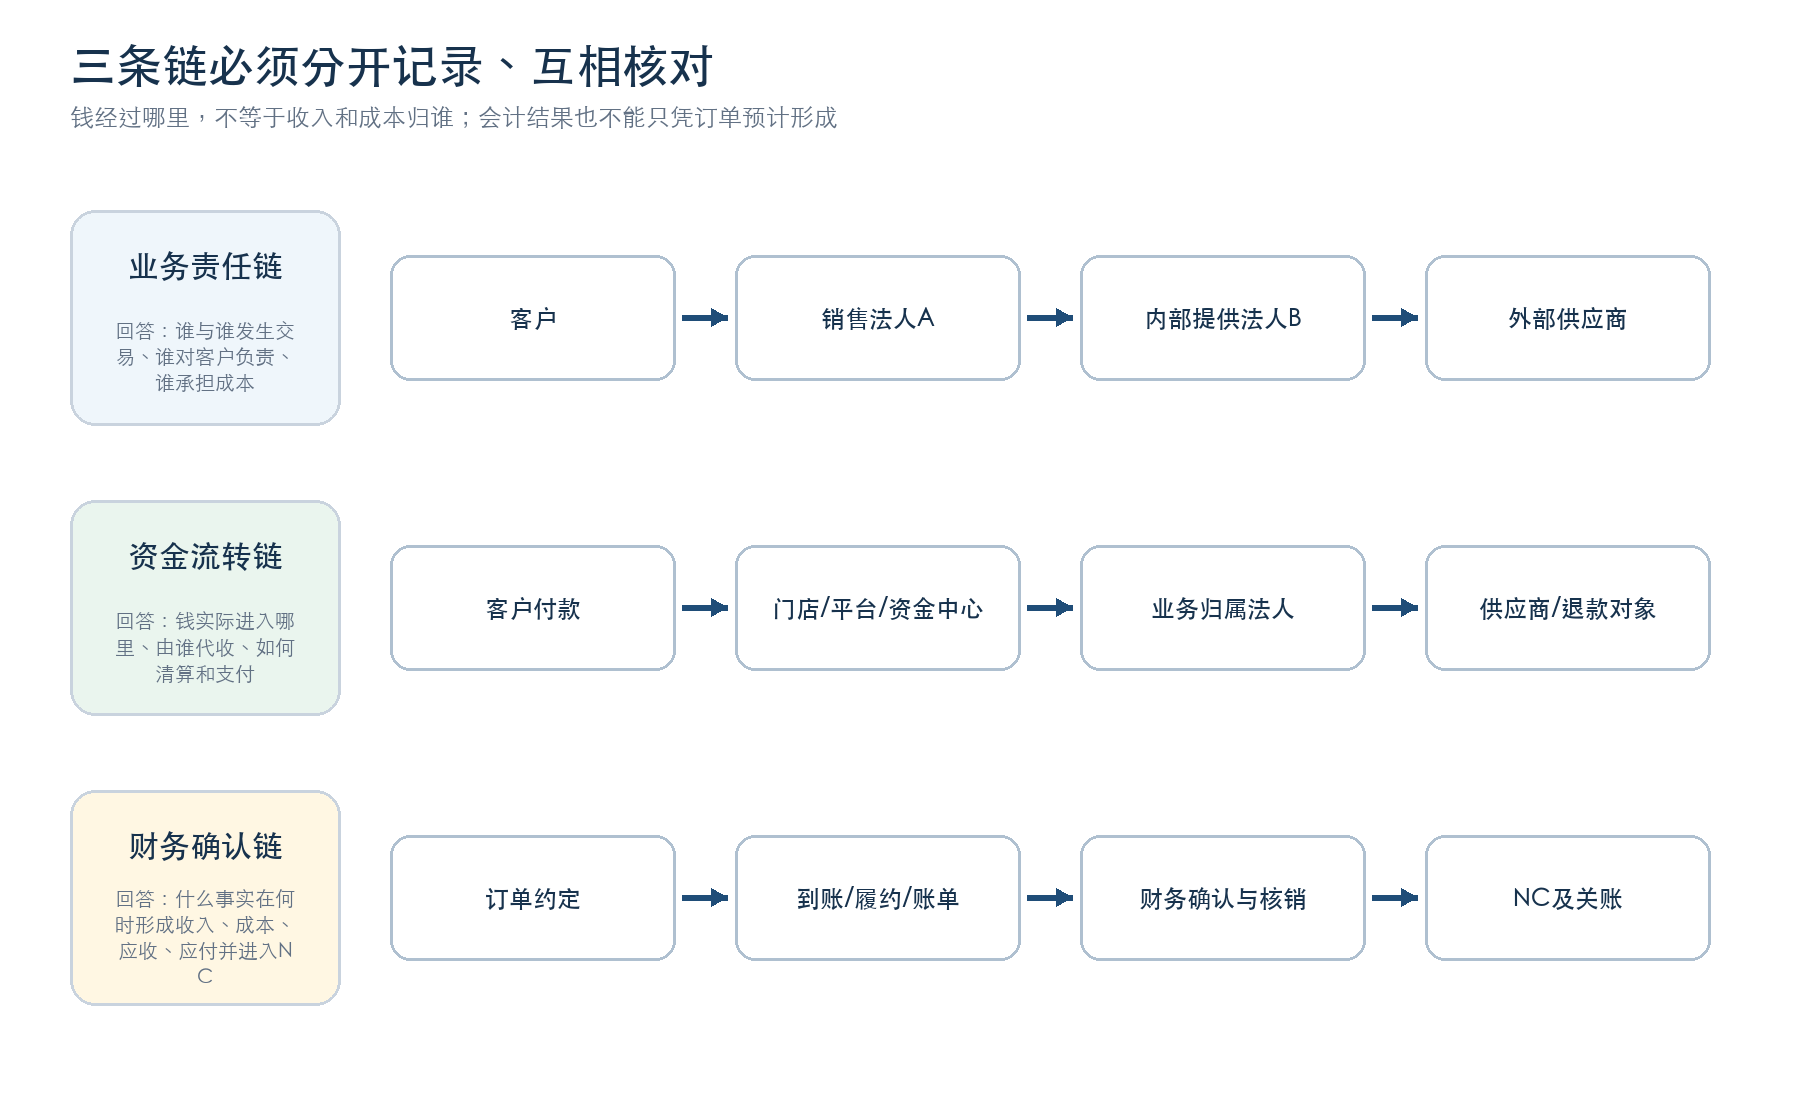 三条链必须分开记录、互相核对
钱经过哪里，不等于收入和成本归谁；会计结果也不能只凭订单预计形成
业务责任链
回答：谁与谁发生交
易、谁对客户负责、
谁承担成本
客户
销售法人A
内部提供法人B
外部供应商
资金流转链
回答：钱实际进入哪
里、由谁代收、如何
清算和支付
客户付款
门店/平台/资金中心
业务归属法人
供应商/退款对象
财务确认链
回答：什么事实在何
时形成收入、成本、
应收、应付并进入N
C
订单约定
到账/履约/账单
财务确认与核销
NC及关账